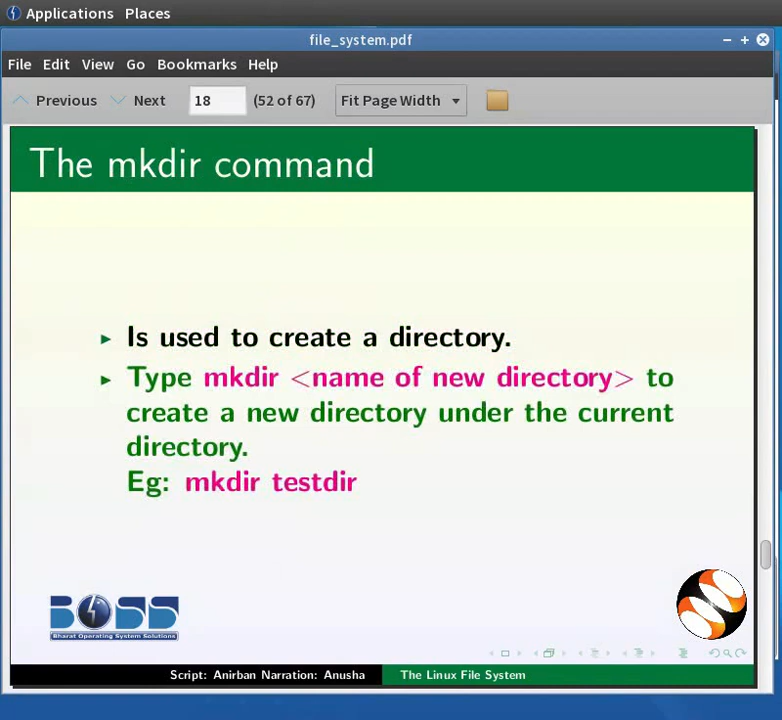 Applications Places
file_system.pdf
File Edit View Go Bookmarks Help
Previous Next 18 (52 of 67) Fit Page Width
The mkdir command
Is used to create a directory.
Type mkdir <name of new directory> to
create a new directory under the current
directory.
Eg: mkdir testdir
BOSS
Bharat Operating System Solutions
Script: Anirban Narration: Anusha The Linux File System